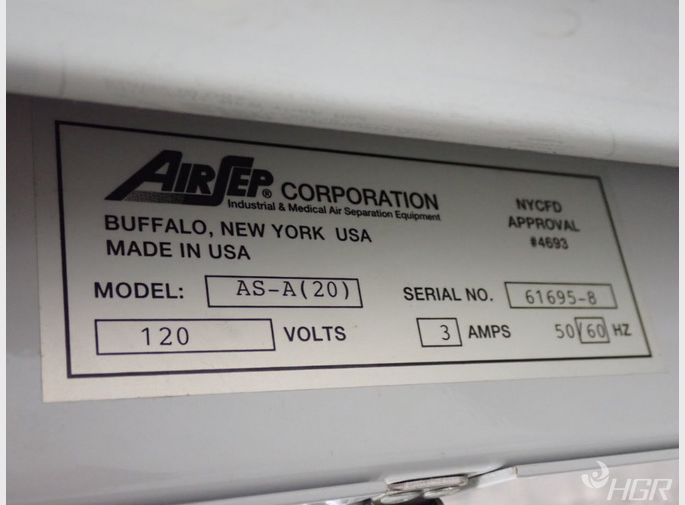 AIRSEP® CORPORATION
Industrial & Medical Air Separation Equipment
BUFFALO, NEW YORK USA
MADE IN USA
NYCFD
APPROVAL
#4693
MODEL: AS-A(20) SERIAL NO. 61695-B
120 VOLTS 3 AMPS 50/60 HZ
HGR